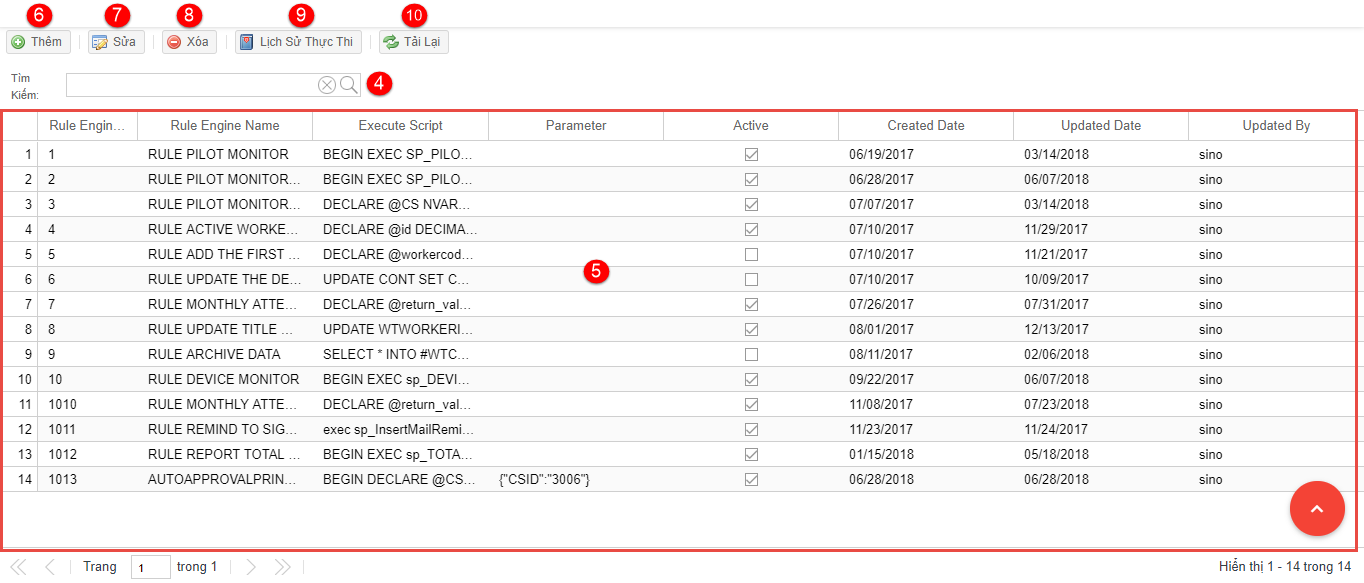 6 7 8 9 10
Thêm Sửa Xóa Lịch Sử Thực Thi Tải Lại
Tìm
Kiếm:
4
Rule Engin... Rule Engine Name Execute Script Parameter Active Created Date Updated Date Updated By
1 1 RULE PILOT MONITOR BEGIN EXEC SP_PILO... 06/19/2017 03/14/2018 sino
2 2 RULE PILOT MONITOR... BEGIN EXEC SP_PILO... 06/28/2017 06/07/2018 sino
3 3 RULE PILOT MONITOR... DECLARE @CS NVAR... 07/07/2017 03/14/2018 sino
4 4 RULE ACTIVE WORKE... DECLARE @id DECIMA... 07/10/2017 11/29/2017 sino
5 5 RULE ADD THE FIRST ... DECLARE @workercod... 07/10/2017 11/21/2017 sino
5
6 6 RULE UPDATE THE DE... UPDATE CONT SET C... 07/10/2017 10/09/2017 sino
7 7 RULE MONTHLY ATTE... DECLARE @return_val... 07/26/2017 07/31/2017 sino
8 8 RULE UPDATE TITLE ... UPDATE WTWORKERI... 08/01/2017 12/13/2017 sino
9 9 RULE ARCHIVE DATA SELECT * INTO #WTC... 08/11/2017 02/06/2018 sino
10 10 RULE DEVICE MONITOR BEGIN EXEC sp_DEVI... 09/22/2017 06/07/2018 sino
11 1010 RULE MONTHLY ATTE... DECLARE @return_val... 11/08/2017 07/23/2018 sino
12 1011 RULE REMIND TO SIG... exec sp_InsertMailRemi... 11/23/2017 11/24/2017 sino
13 1012 RULE REPORT TOTAL ... BEGIN EXEC sp_TOTA... 01/15/2018 05/18/2018 sino
14 1013 AUTOAPPROVALPRIN... BEGIN DECLARE @CS... {"CSID":"3006"} 06/28/2018 06/28/2018 sino
Trang 1 trong 1 Hiển thị 1 - 14 trong 14